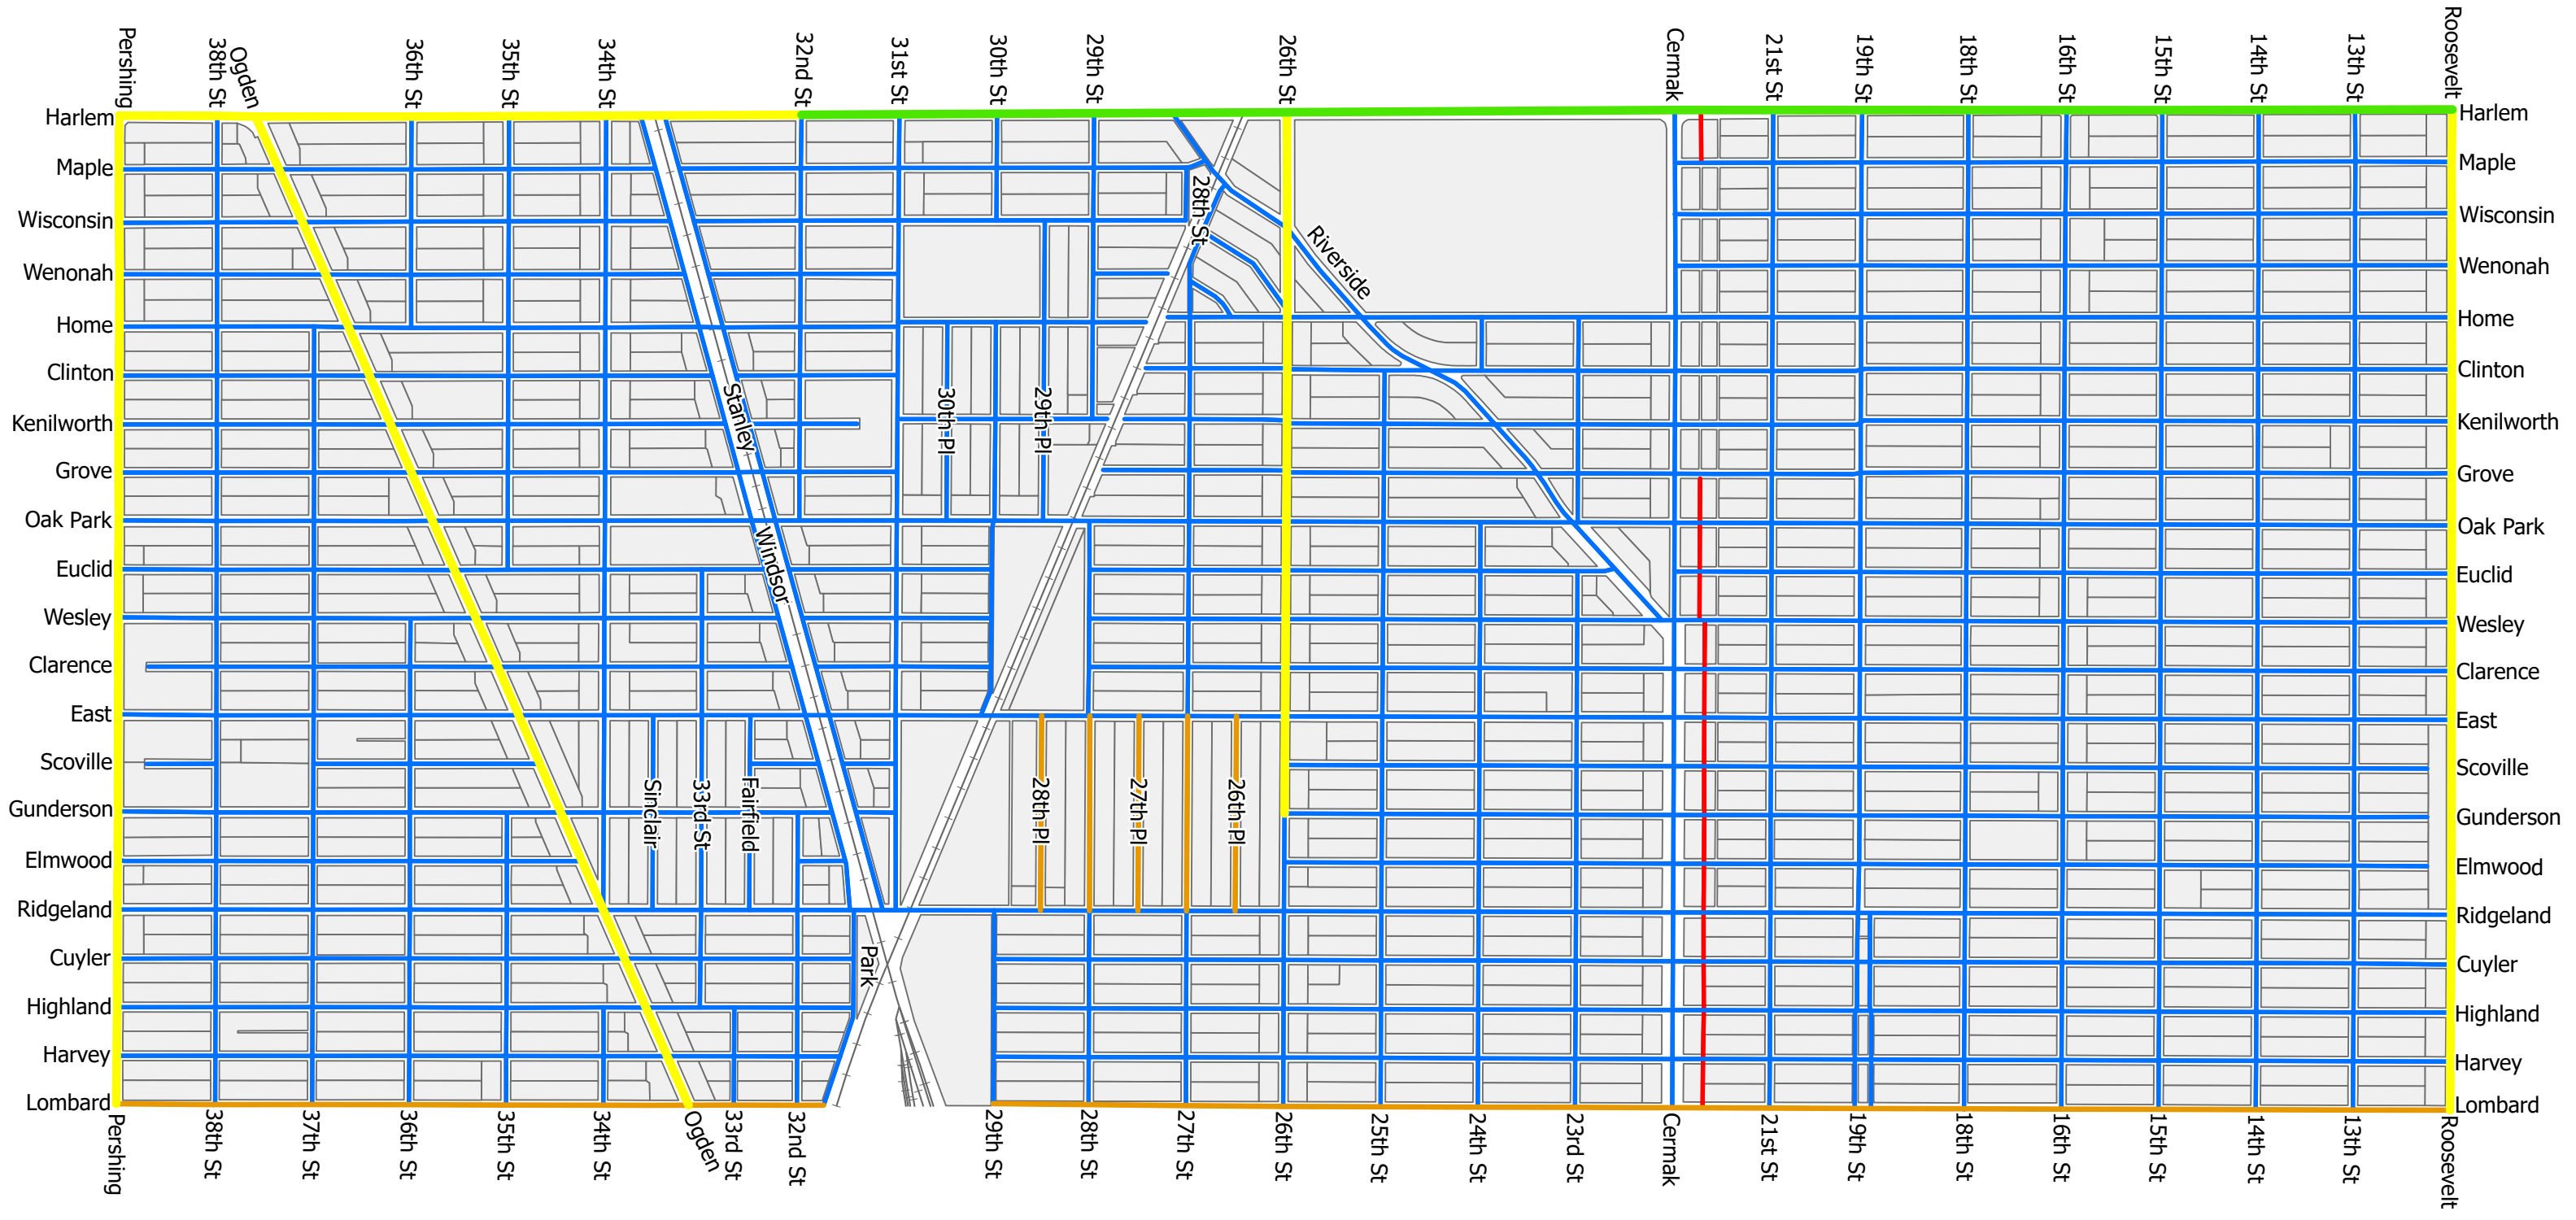 Pershing
38th St
Ogden
36th St
35th St
34th St
32nd St
31st St
30th St
29th St
26th St
Cermak
21st St
19th St
18th St
16th St
15th St
14th St
13th St
Roosevelt
Harlem
Maple
Wisconsin
Wenonah
Home
Clinton
Kenilworth
Grove
Oak Park
Euclid
Wesley
Clarence
East
Scoville
Gunderson
Elmwood
Ridgeland
Cuyler
Highland
Harvey
Lombard
28th St
Riverside
Stanley
30th Pl
29th Pl
Windsor
Sinclair
33rd St
Fairfield
28th Pl
27th Pl
26th Pl
Park
Harlem
Maple
Wisconsin
Wenonah
Home
Clinton
Kenilworth
Grove
Oak Park
Euclid
Wesley
Clarence
East
Scoville
Gunderson
Elmwood
Ridgeland
Cuyler
Highland
Harvey
Lombard
Pershing
38th St
37th St
36th St
35th St
34th St
Ogden
33rd St
32nd St
29th St
28th St
27th St
26th St
25th St
24th St
23rd St
Cermak
21st St
19th St
18th St
16th St
15th St
14th St
13th St
Roosevelt